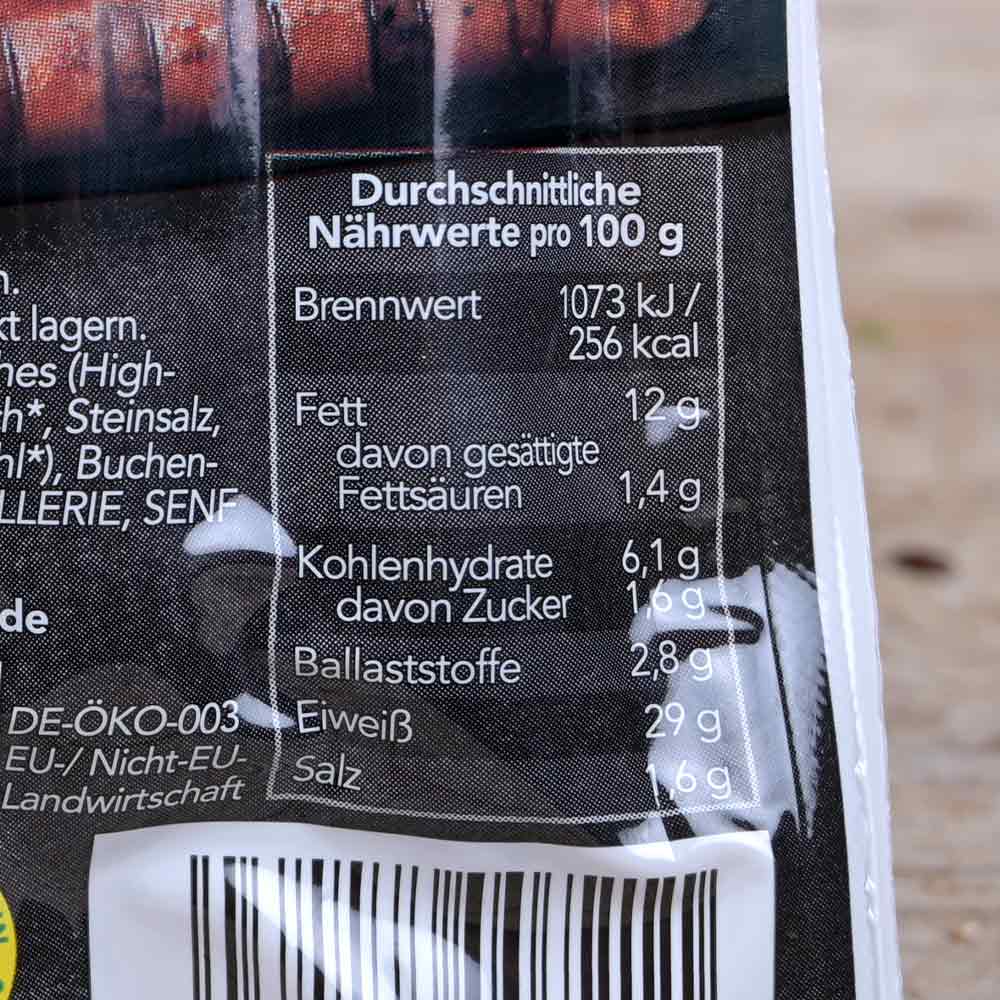 n.
kt lagern.
hes (High-
ch*, Steinsalz,
hl*), Buchen-
LLERIE, SENF
de
DE-ÖKO-003
EU-/ Nicht-EU-
Landwirtschaft
Durchschnittliche
Nährwerte pro 100 g
Brennwert 1073 kJ /
256 kcal
Fett 12 g
davon gesättigte
Fettsäuren 1,4 g
Kohlenhydrate 6,1 g
davon Zucker 1,6 g
Ballaststoffe 2,8 g
Eiweiß 29 g
Salz 1,6 g